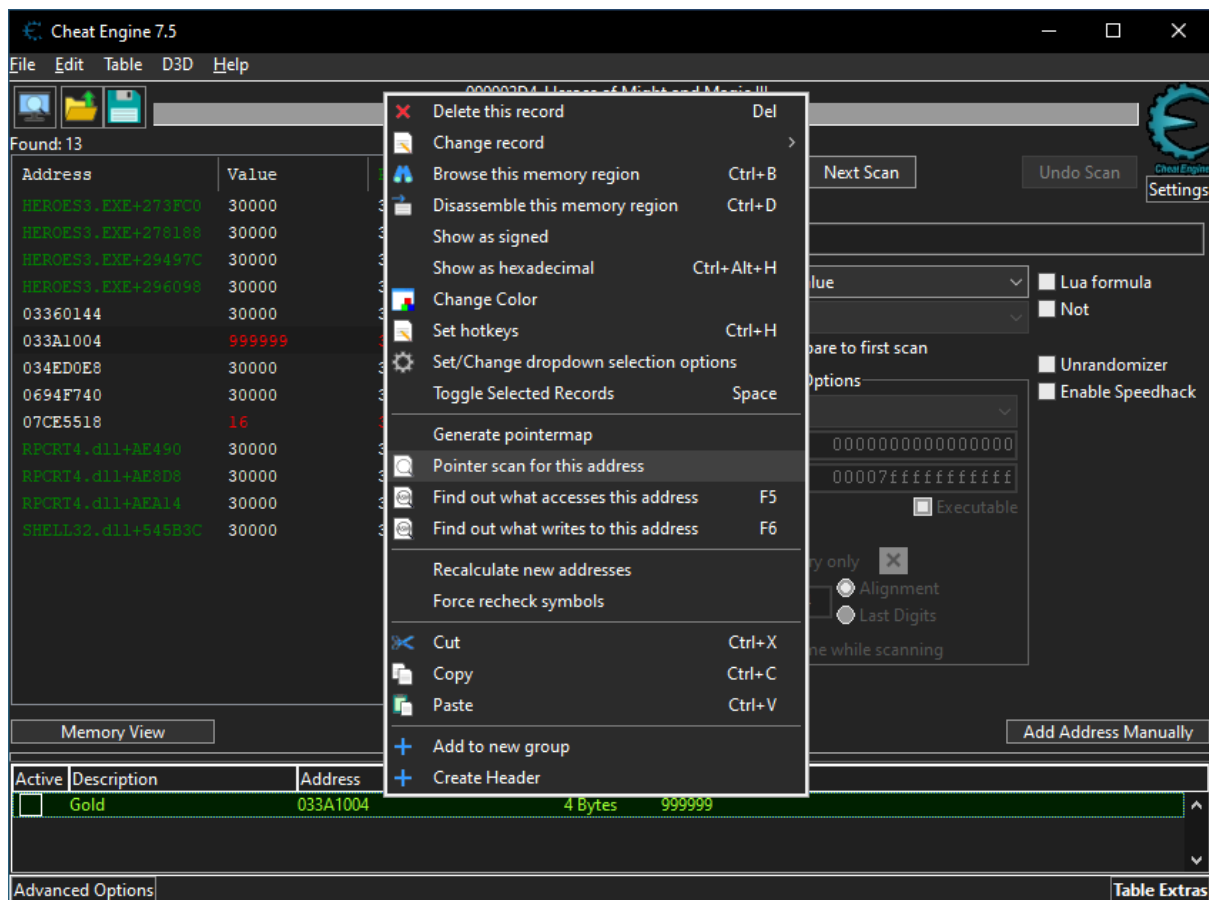 Cheat Engine 7.5
File Edit Table D3D Help
Found: 13
Address Value
HEROES3.EXE+273FC0 30000
HEROES3.EXE+278188 30000
HEROES3.EXE+29497C 30000
HEROES3.EXE+296098 30000
03360144 30000
033A1004 999999
034ED0E8 30000
0694F740 30000
07CE5518 16
RPCRT4.dll+AE490 30000
RPCRT4.dll+AE8D8 30000
RPCRT4.dll+AEA14 30000
SHELL32.dll+545B3C 30000
Delete this record Del
Change record
Browse this memory region Ctrl+B
Disassemble this memory region Ctrl+D
Show as signed
Show as hexadecimal Ctrl+Alt+H
Change Color
Set hotkeys Ctrl+H
Set/Change dropdown selection options
Toggle Selected Records Space
Generate pointermap
Pointer scan for this address
Find out what accesses this address F5
Find out what writes to this address F6
Recalculate new addresses
Force recheck symbols
Cut Ctrl+X
Copy Ctrl+C
Paste Ctrl+V
Add to new group
Create Header
Next Scan
Undo Scan
Cheat Engine
Settings
Lua formula
Not
to first scan
Unrandomizer
Enable Speedhack
0000000000000000
00007fffffffffff
Executable
only
Alignment
Last Digits
while scanning
Memory View
Add Address Manually
Active Description Address
Gold 033A1004 4 Bytes 999999
Advanced Options
Table Extras